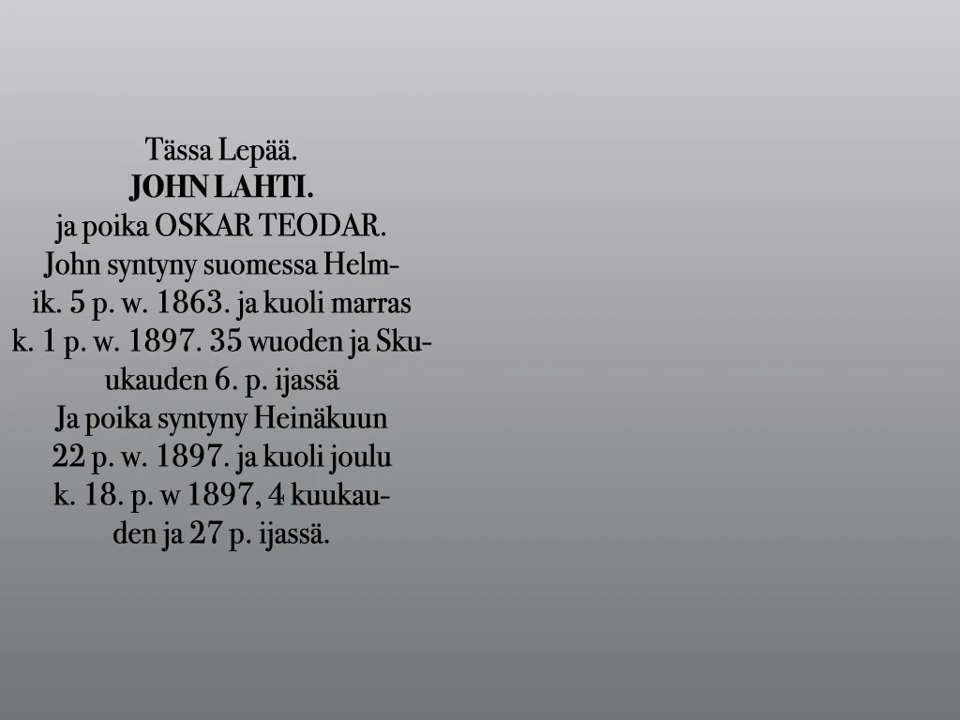 Tässa Lepää.
JOHN LAHTI.
ja poika OSKAR TEODAR.
John syntyny suomessa Helm-
ik. 5 p. w. 1863. ja kuoli marras
k. 1 p. w. 1897. 35 wuoden ja Sku-
ukauden 6. p. ijassä
Ja poika syntyny Heinäkuun
22 p. w. 1897. ja kuoli joulu
k. 18. p. w 1897, 4 kuukau-
den ja 27 p. ijassä.